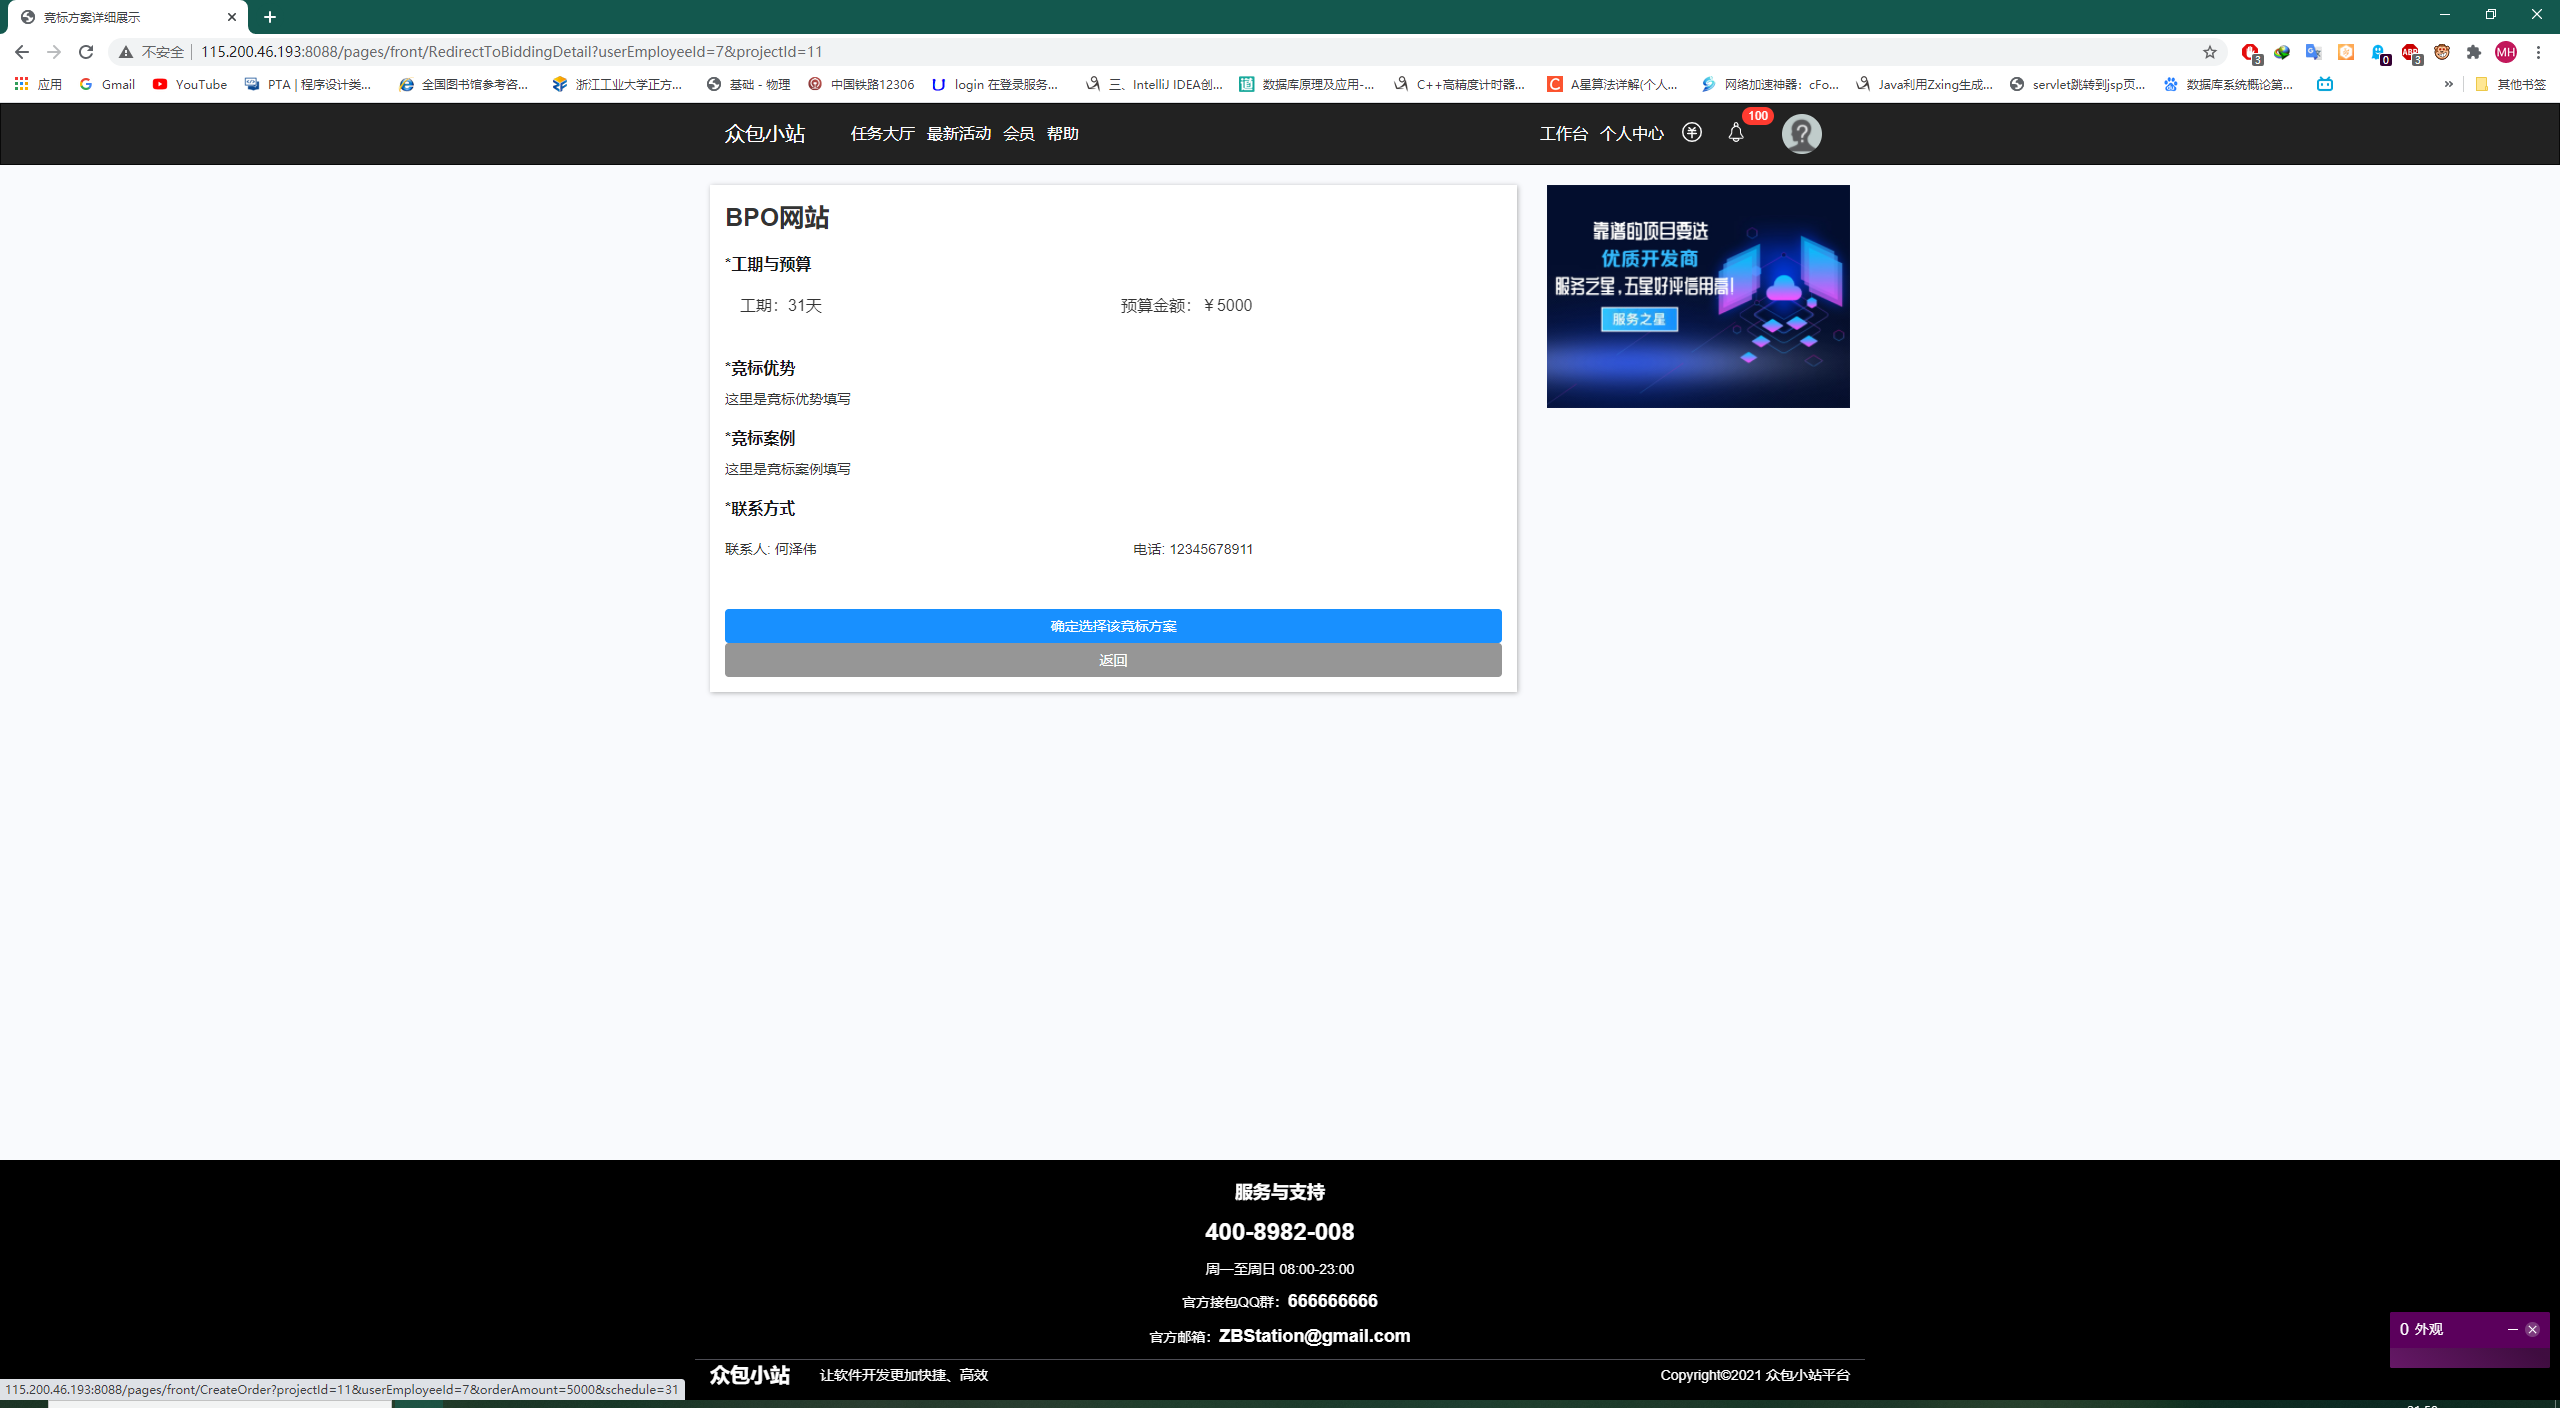 竞标方案详细展示
不安全 115.200.46.193:8088/pages/front/RedirectToBiddingDetail?userEmployeeId=7&projectId=11
3 0 3 MH
应用 Gmail YouTube PTA | 程序设计类... 全国图书馆参考咨... 浙江工业大学正方... 基础 - 物理 中国铁路12306 login 在登录服务... 三、IntelliJ IDEA创... 数据库原理及应用-... C++高精度计时器... A星算法详解(个人... 网络加速神器：cFo... Java利用Zxing生成... servlet跳转到jsp页... 数据库系统概论第... » 其他书签
众包小站 任务大厅 最新活动 会员 帮助 工作台 个人中心 100
BPO网站
*工期与预算
工期：31天 预算金额：￥5000
*竞标优势
这里是竞标优势填写
*竞标案例
这里是竞标案例填写
*联系方式
联系人: 何泽伟 电话: 12345678911
确定选择该竞标方案
返回
靠谱的项目要选
优质开发商
服务之星,五星好评信用高!
服务之星
服务与支持
400-8982-008
周一至周日 08:00-23:00
官方接包QQ群：666666666
官方邮箱：ZBStation@gmail.com
0 外观
众包小站 让软件开发更加快捷、高效 Copyright©2021 众包小站平台
115.200.46.193:8088/pages/front/CreateOrder?projectId=11&userEmployeeId=7&orderAmount=5000&schedule=31